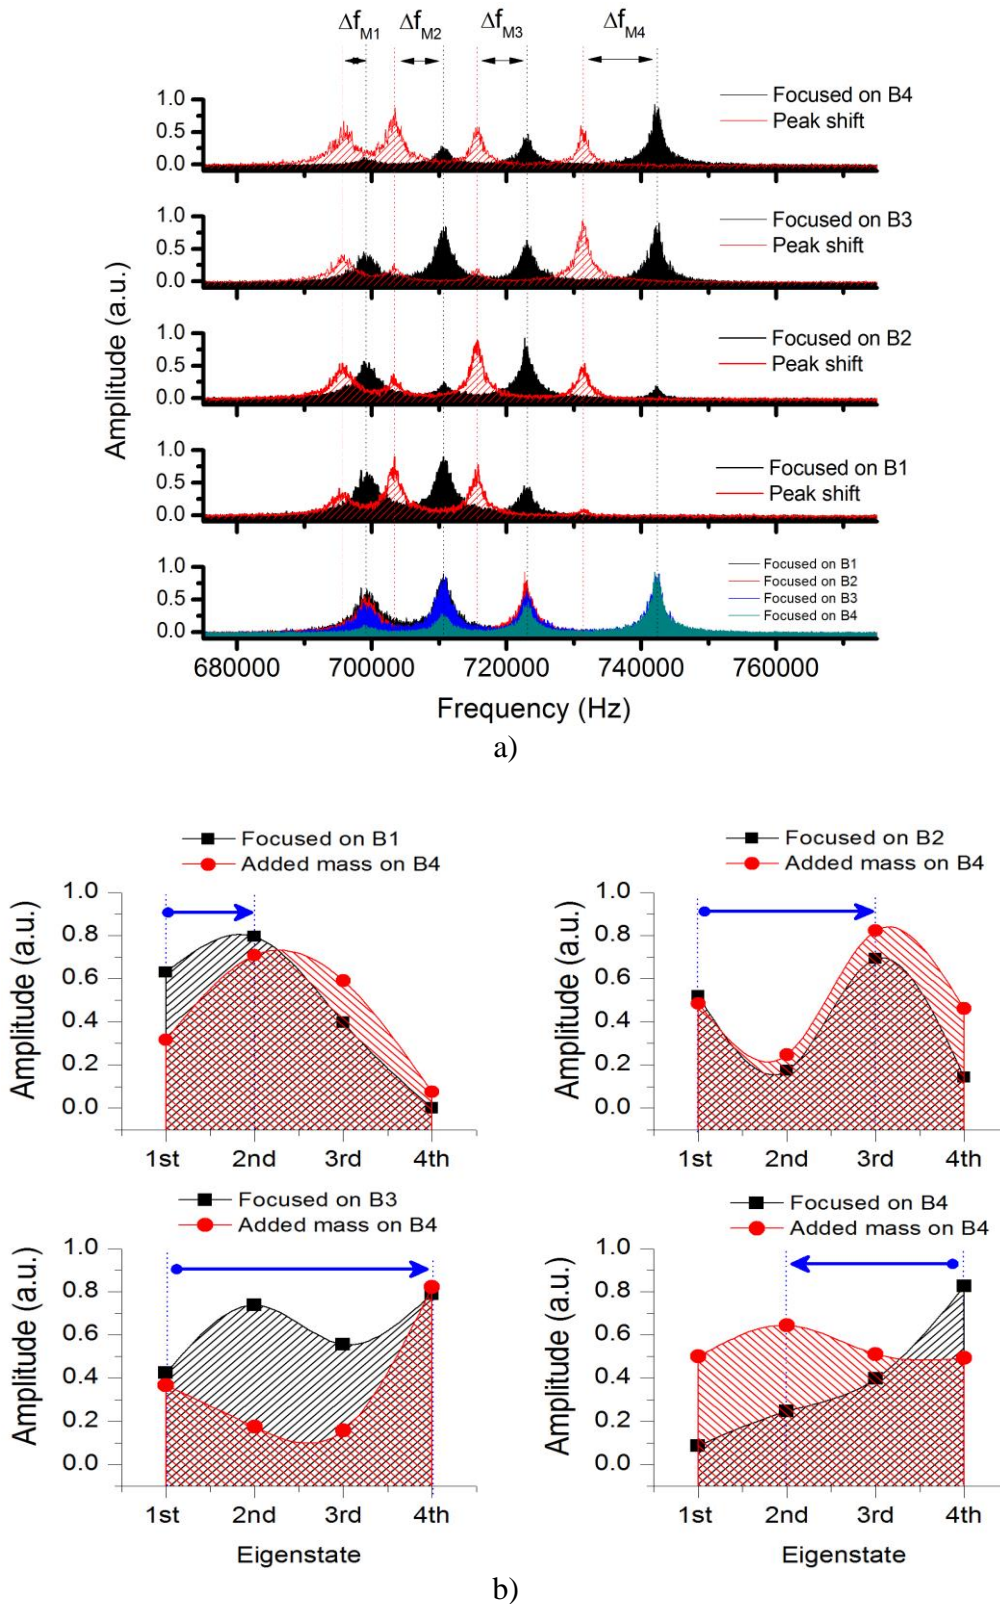 Δf_M1 Δf_M2 Δf_M3 Δf_M4
1.0
0.5
0.0
Focused on B4
Peak shift
1.0
0.5
0.0
Focused on B3
Peak shift
1.0
0.5
0.0
Focused on B2
Peak shift
1.0
0.5
0.0
Focused on B1
Peak shift
1.0
0.5
0.0
Focused on B1
Focused on B2
Focused on B3
Focused on B4
Amplitude (a.u.)
680000 700000 720000 740000 760000
Frequency (Hz)
a)
Focused on B1
Added mass on B4
1.0
0.8
0.6
0.4
0.2
0.0
Amplitude (a.u.)
1st 2nd 3rd 4th
Focused on B2
Added mass on B4
1.0
0.8
0.6
0.4
0.2
0.0
Amplitude (a.u.)
1st 2nd 3rd 4th
Focused on B3
Added mass on B4
1.0
0.8
0.6
0.4
0.2
0.0
Amplitude (a.u.)
1st 2nd 3rd 4th
Eigenstate
Focused on B4
Added mass on B4
1.0
0.8
0.6
0.4
0.2
0.0
Amplitude (a.u.)
1st 2nd 3rd 4th
Eigenstate
b)